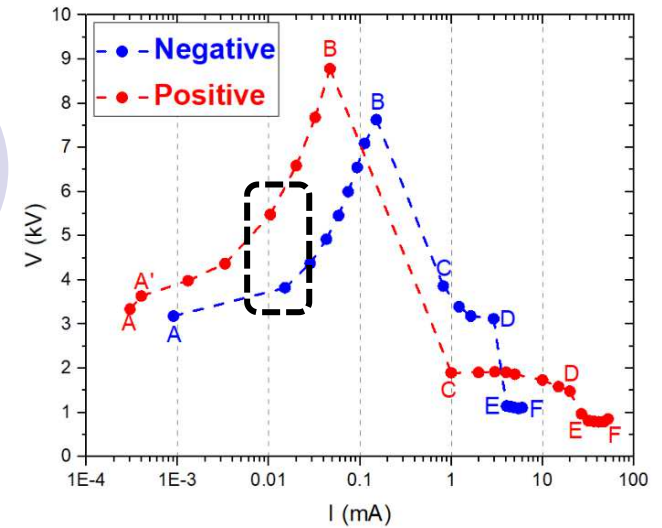 10
9
8
7
6
5
4
3
2
1
0
V (kV)
Negative
Positive
B
B
A'
A
A
C
D
C
D
E
F
E
F
1E-4
1E-3
0.01
0.1
1
10
100
I (mA)